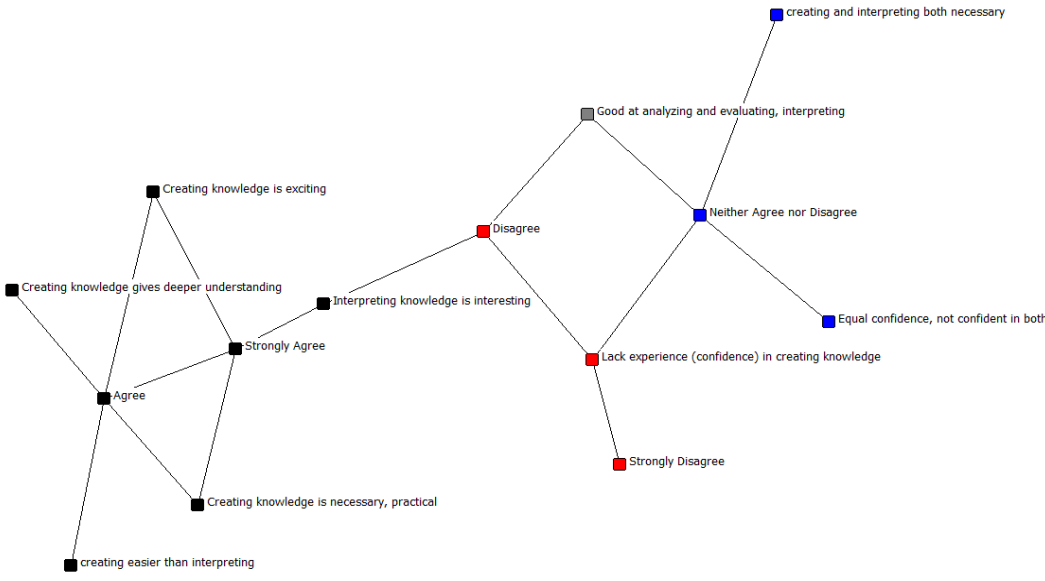 creating and interpreting both necessary
Good at analyzing and evaluating, interpreting
Creating knowledge is exciting
Neither Agree nor Disagree
Disagree
Creating knowledge gives deeper understanding
Interpreting knowledge is interesting
Equal confidence, not confident in both
Strongly Agree
Lack experience (confidence) in creating knowledge
Agree
Strongly Disagree
Creating knowledge is necessary, practical
creating easier than interpreting